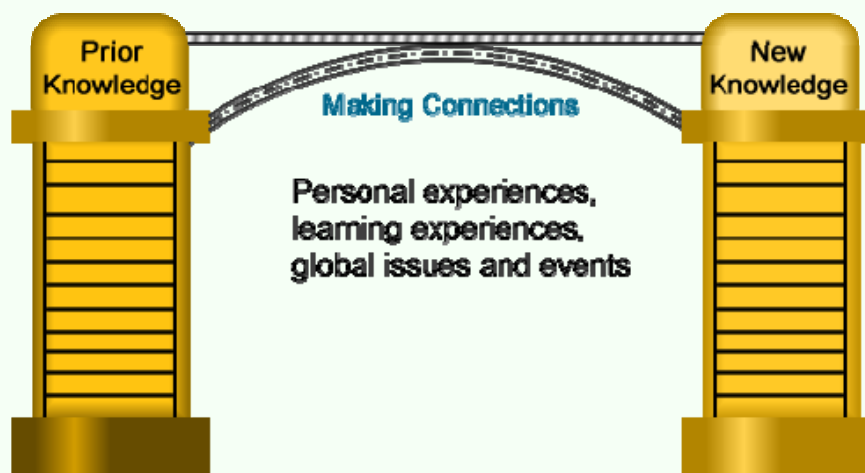 Prior
Knowledge
New
Knowledge
Making Connections
Personal experiences,
learning experiences,
global issues and events